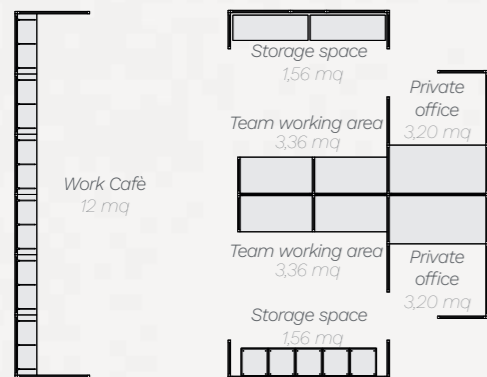 Storage space
1,56 mq
Private
office
3,20 mq
Team working area
3,36 mq
Work Cafè
12 mq
Team working area
3,36 mq
Private
office
3,20 mq
Storage space
1,56 mq